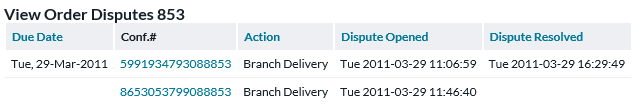 View Order Disputes 853
Due Date Conf.# Action Dispute Opened Dispute Resolved
Tue, 29-Mar-2011 5991934793088853 Branch Delivery Tue 2011-03-29 11:06:59 Tue 2011-03-29 16:29:49
8653053799088853 Branch Delivery Tue 2011-03-29 11:46:40